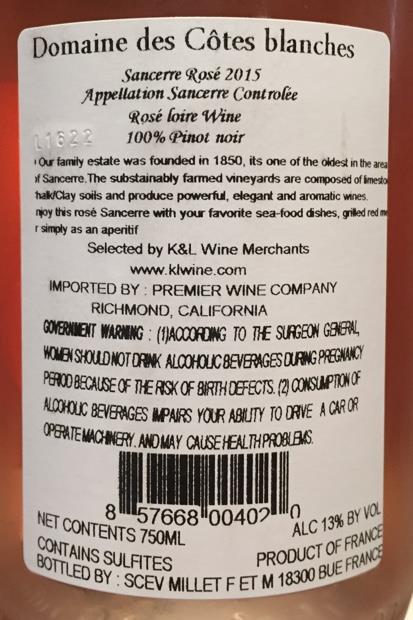 Domaine des Côtes blanches
Sancerre Rosé 2015
Appellation Sancerre Controlée
Rosé loire Wine
100% Pinot noir
L1622
Our family estate was founded in 1850, its one of the oldest in the area
of Sancerre.The substainably farmed vineyards are composed of limesto
halk/Clay soils and produce powerful, elegant and aromatic wines.
njoy this rosé Sancerre with your favorite sea-food dishes, grilled red me
r simply as an aperitif
Selected by K&L Wine Merchants
www.klwine.com
IMPORTED BY : PREMIER WINE COMPANY
RICHMOND, CALIFORNIA
GOVERNMENT WARNING : (1)ACCORDING TO THE SURGEON GENERAL,
WOMEN SHOULD NOT DRINK ALCOHOLIC BEVERAGES DURING PREGNANCY
PERIOD BECAUSE OF THE RISK OF BIRTH DEFECTS. (2) CONSUMPTION OF
ALCOHOLIC BEVERAGES IMPAIRS YOUR ABILITY TO DRIVE A CAR OR
OPERATE MACHINERY. AND MAY CAUSE HEALTH PROBLEMS.
8 57668 00402 0
NET CONTENTS 750ML
ALC 13% BY VOL
CONTAINS SULFITES
PRODUCT OF FRANCE
BOTTLED BY : SCEV MILLET F ET M 18300 BUE FRANCE